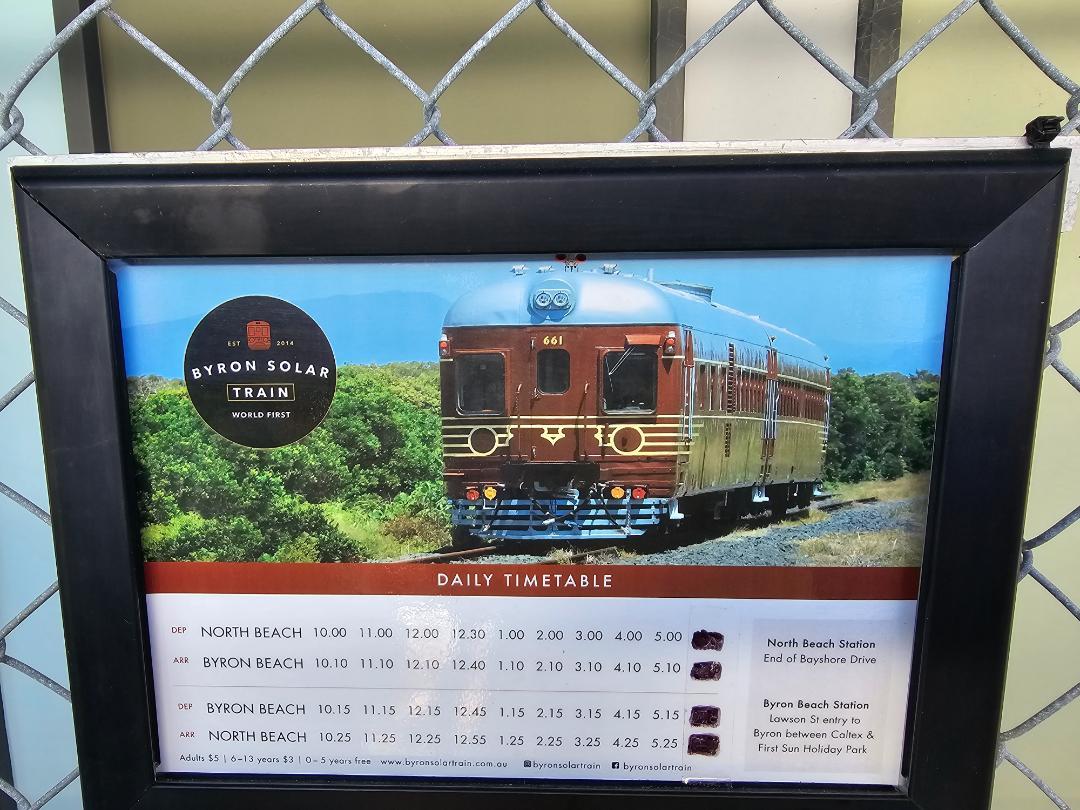 EST 2014
BYRON SOLAR
TRAIN
WORLD FIRST
661
DAILY TIMETABLE
DEP NORTH BEACH 10.00 11.00 12.00 12.30 1.00 2.00 3.00 4.00 5.00
ARR BYRON BEACH 10.10 11.10 12.10 12.40 1.10 2.10 3.10 4.10 5.10
DEP BYRON BEACH 10.15 11.15 12.15 12.45 1.15 2.15 3.15 4.15 5.15
ARR NORTH BEACH 10.25 11.25 12.25 12.55 1.25 2.25 3.25 4.25 5.25
Adults $5 | 6–13 years $3 | 0–5 years free www.byronsolartrain.com.au byronsolartrain byronsolartrain
North Beach Station
End of Bayshore Drive
Byron Beach Station
Lawson St entry to
Byron between Caltex &
First Sun Holiday Park